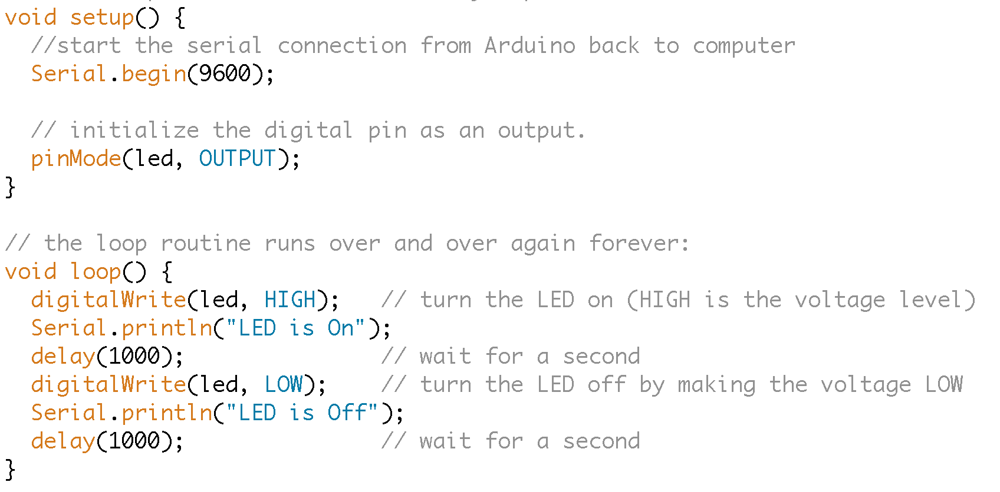 void setup() {
  //start the serial connection from Arduino back to computer
  Serial.begin(9600);

  // initialize the digital pin as an output.
  pinMode(led, OUTPUT);
}

// the loop routine runs over and over again forever:
void loop() {
  digitalWrite(led, HIGH);   // turn the LED on (HIGH is the voltage level)
  Serial.println("LED is On");
  delay(1000);               // wait for a second
  digitalWrite(led, LOW);    // turn the LED off by making the voltage LOW
  Serial.println("LED is Off");
  delay(1000);               // wait for a second
}